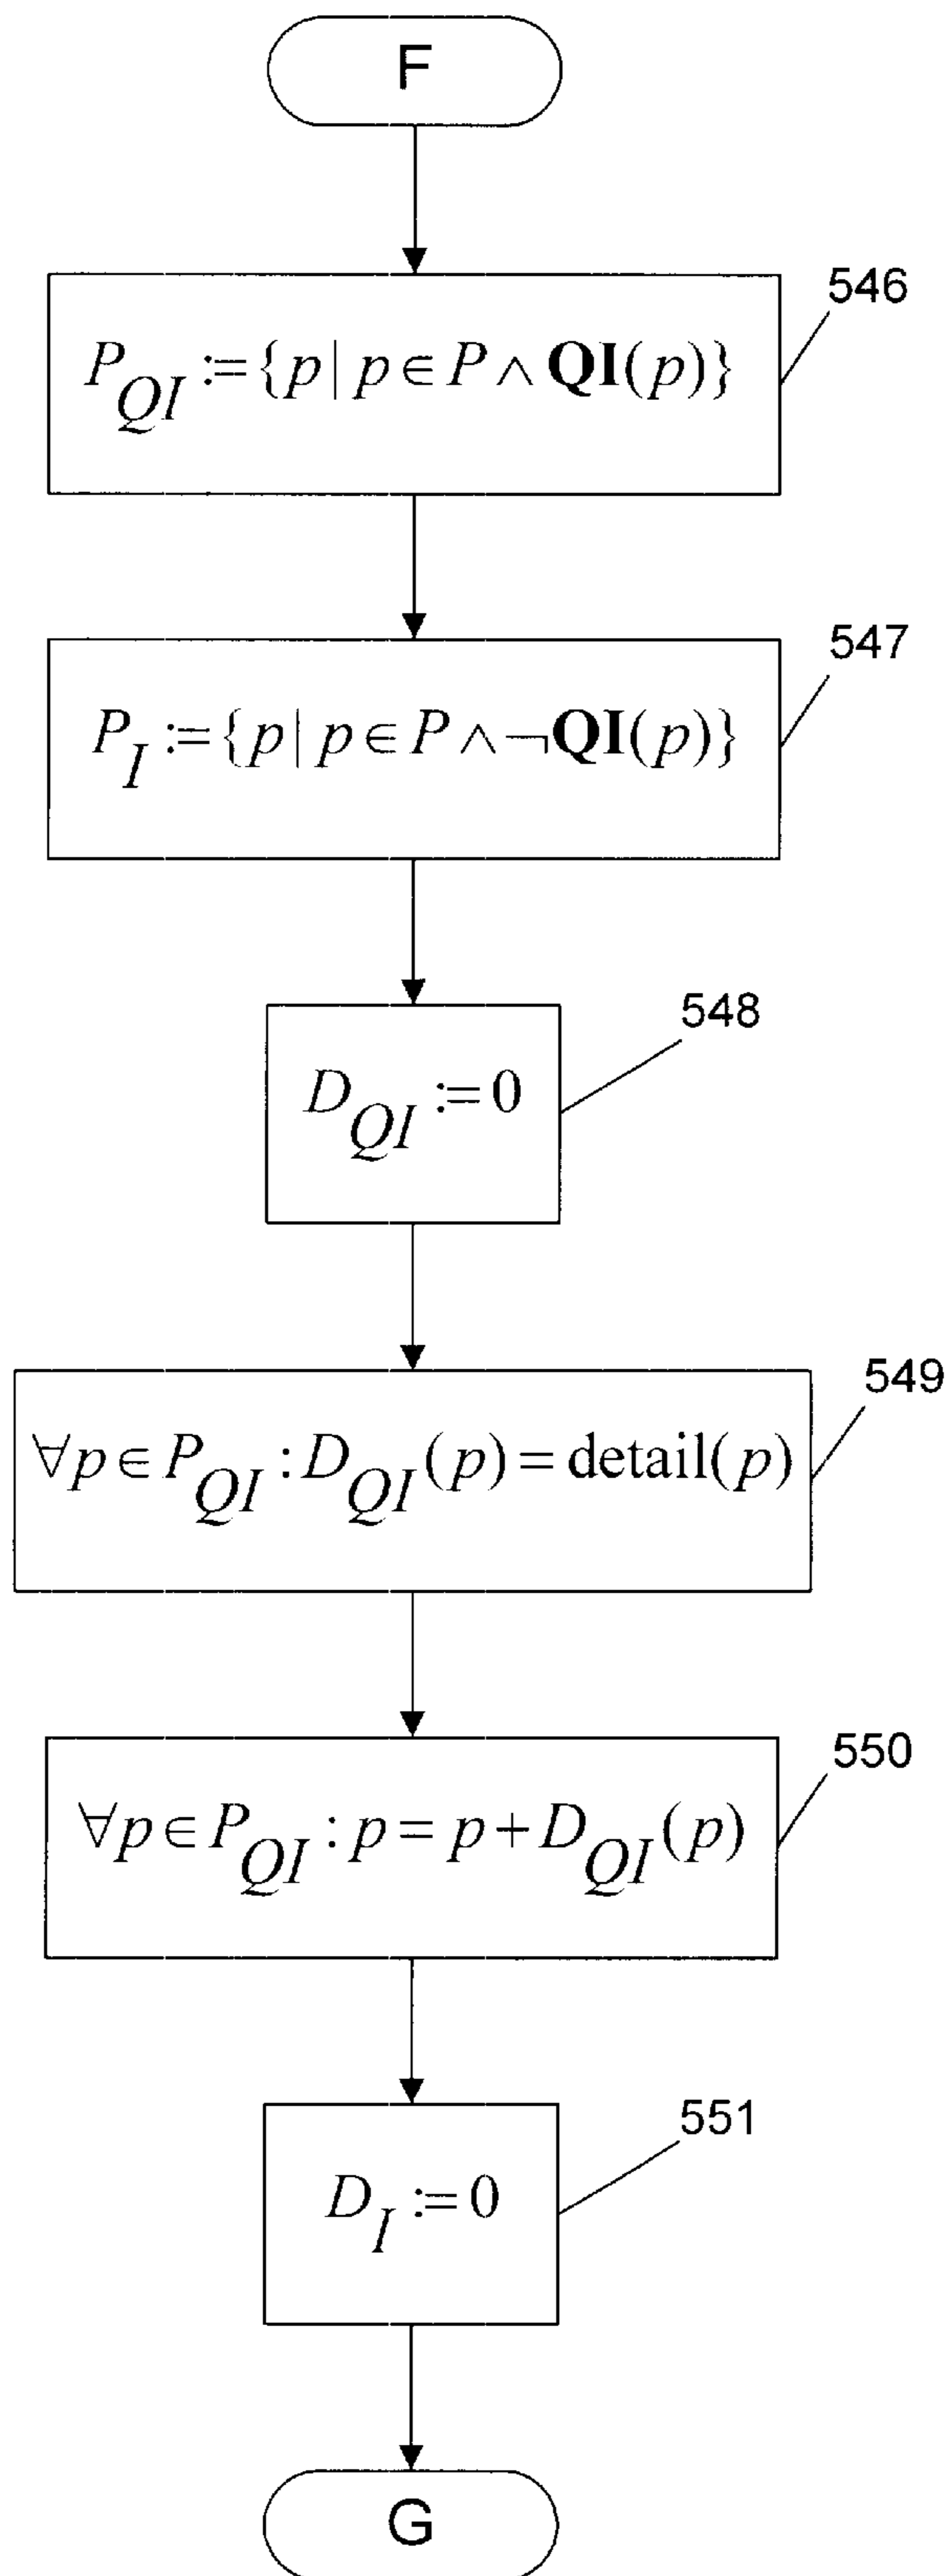 F
546
P_QI := {p | p ∈ P ∧ QI(p)}
547
P_I := {p | p ∈ P ∧ ¬QI(p)}
548
D_QI := 0
549
∀p ∈ P_QI : D_QI(p) = detail(p)
550
∀p ∈ P_QI : p = p + D_QI(p)
551
D_I := 0
G